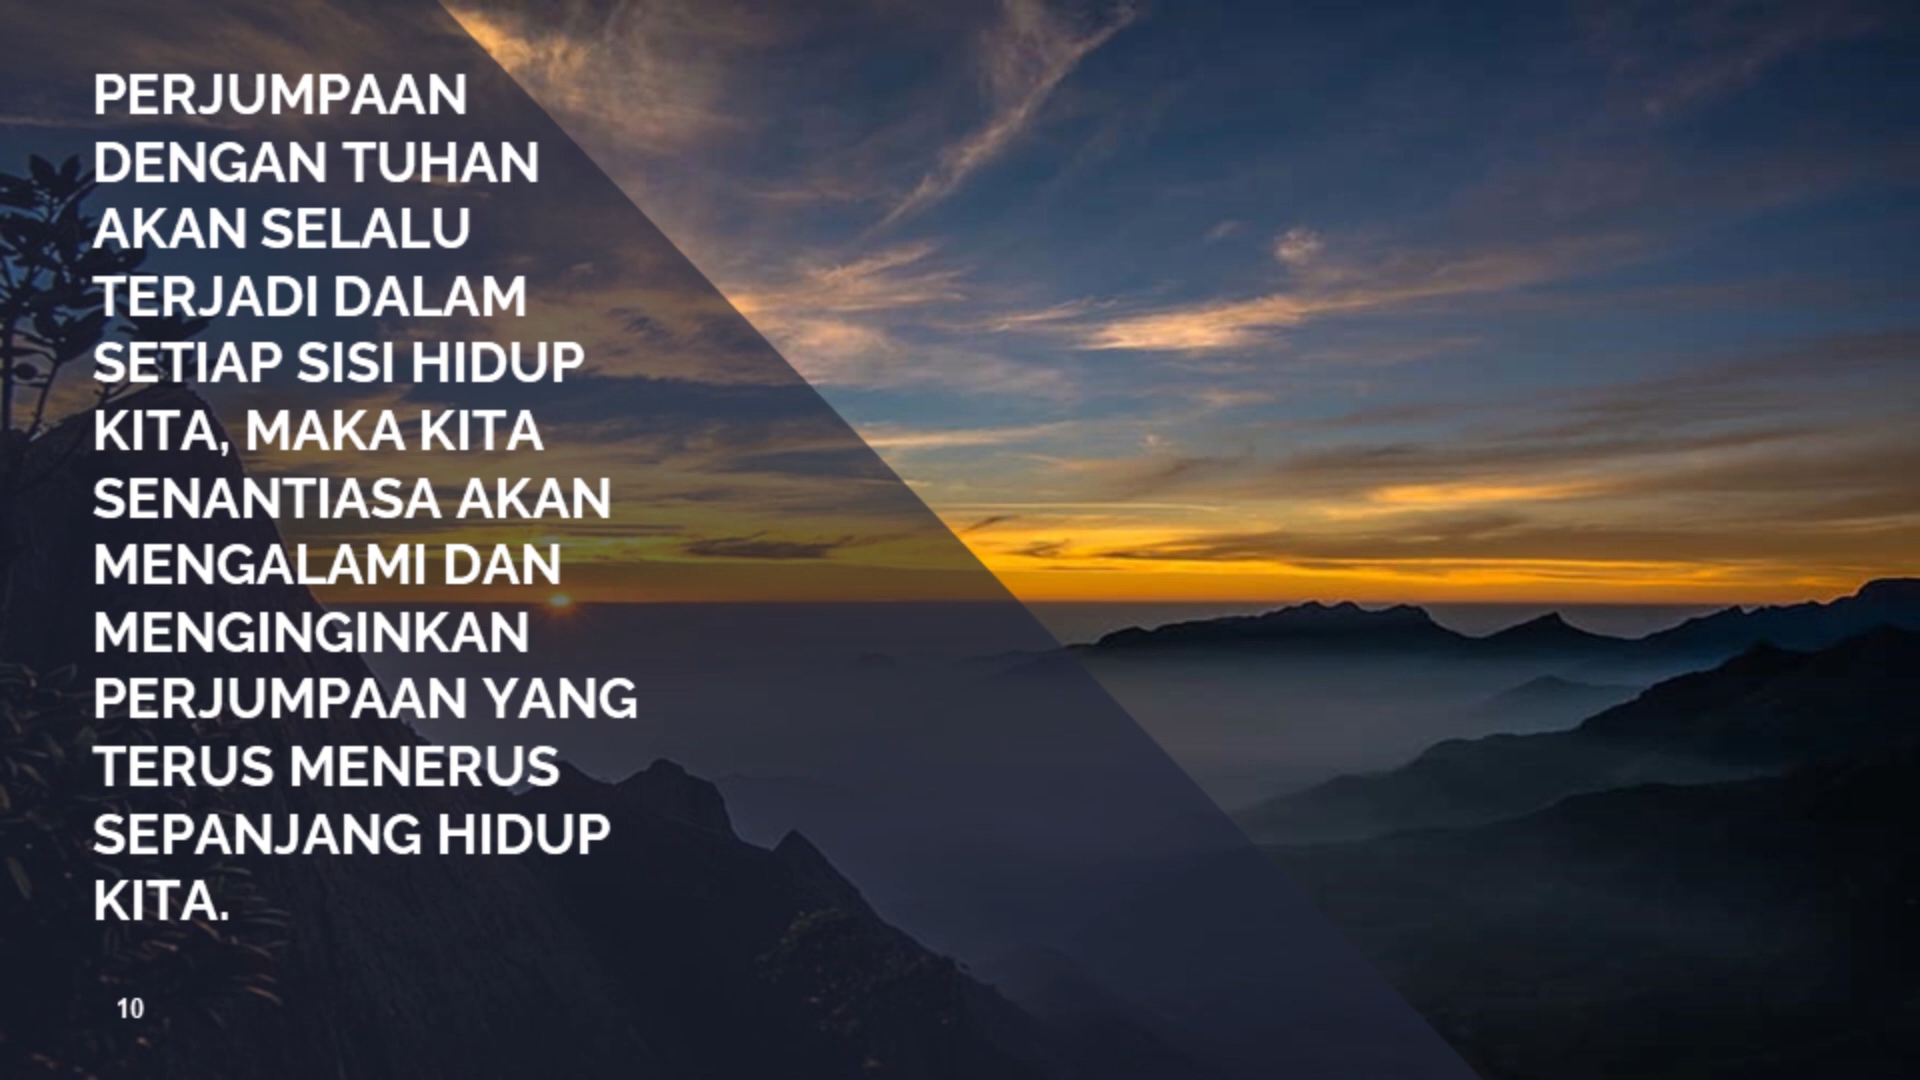 PERJUMPAAN
DENGAN TUHAN
AKAN SELALU
TERJADI DALAM
SETIAP SISI HIDUP
KITA, MAKA KITA
SENANTIASA AKAN
MENGALAMI DAN
MENGINGINKAN
PERJUMPAAN YANG
TERUS MENERUS
SEPANJANG HIDUP
KITA.
10